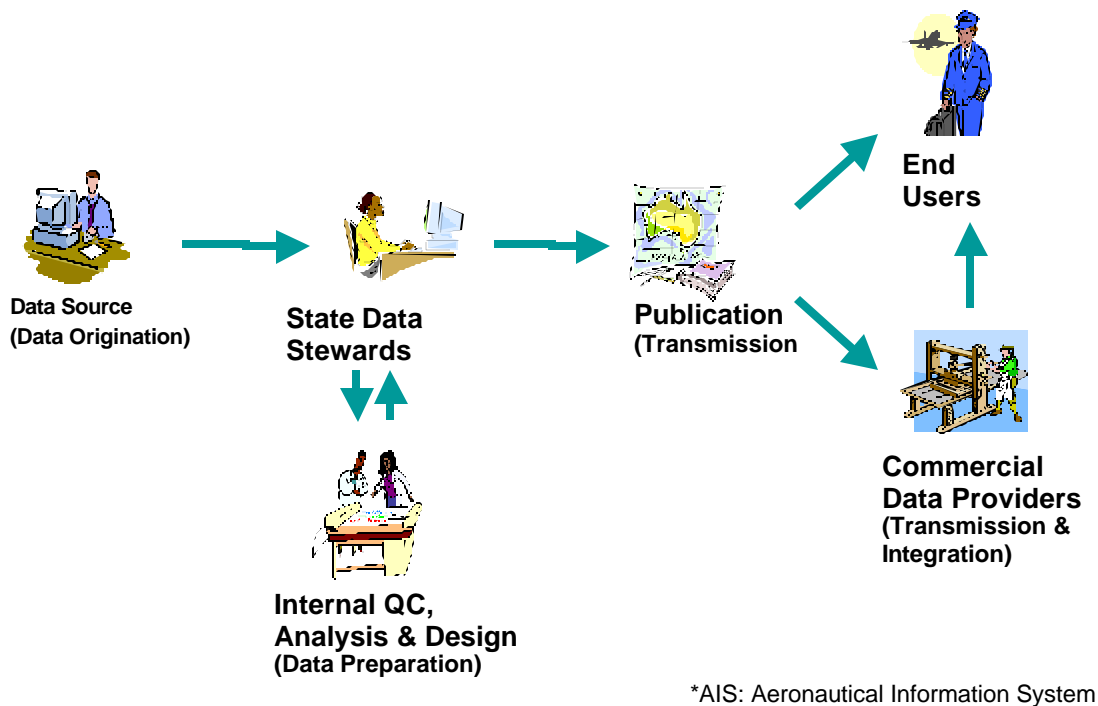 Data Source
(Data Origination)
State Data
Stewards
Internal QC,
Analysis & Design
(Data Preparation)
Publication
(Transmission
End
Users
Commercial
Data Providers
(Transmission &
Integration)
*AIS: Aeronautical Information System